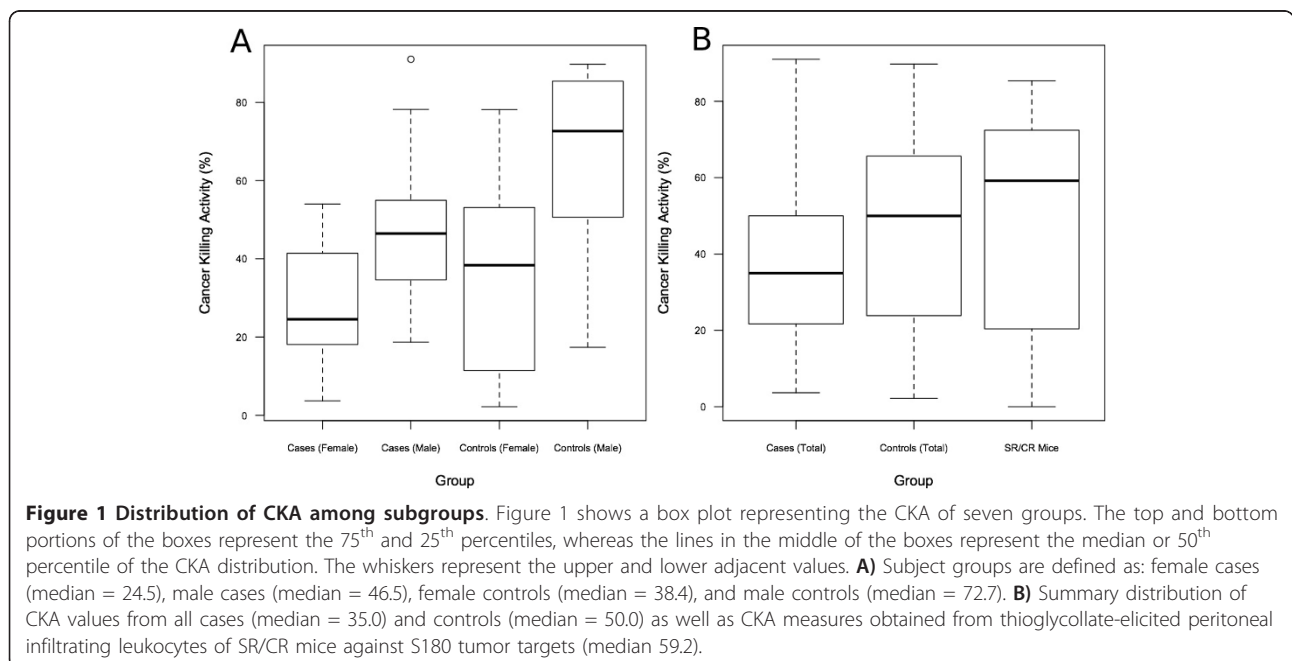 A
B
Cancer Killing Activity (%)
80
60
40
20
0
Cases (Female)
Cases (Male)
Controls (Female)
Controls (Male)
Group
Cancer Killing Activity (%)
80
60
40
20
0
Cases (Total)
Controls (Total)
SR/CR Mice
Group
Figure 1 Distribution of CKA among subgroups. Figure 1 shows a box plot representing the CKA of seven groups. The top and bottom
portions of the boxes represent the 75th and 25th percentiles, whereas the lines in the middle of the boxes represent the median or 50th
percentile of the CKA distribution. The whiskers represent the upper and lower adjacent values. A) Subject groups are defined as: female cases
(median = 24.5), male cases (median = 46.5), female controls (median = 38.4), and male controls (median = 72.7). B) Summary distribution of
CKA values from all cases (median = 35.0) and controls (median = 50.0) as well as CKA measures obtained from thioglycollate-elicited peritoneal
infiltrating leukocytes of SR/CR mice against S180 tumor targets (median 59.2).